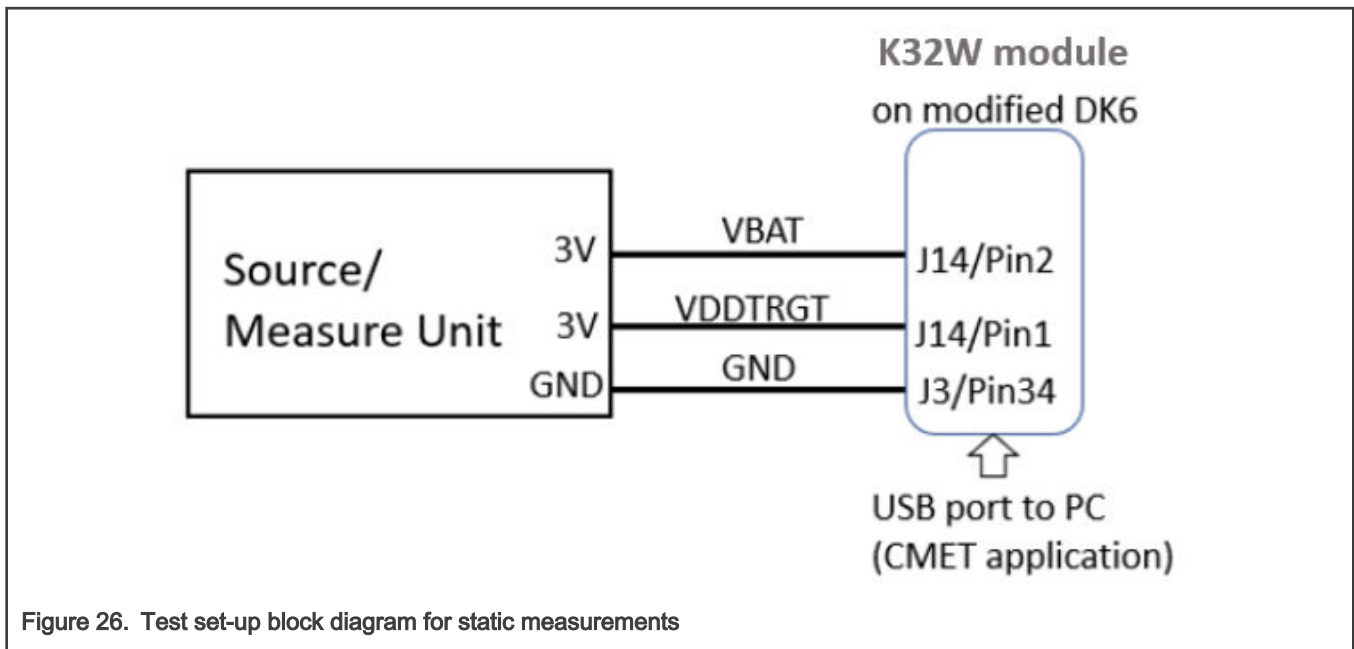 K32W module
on modified DK6
Source/
Measure Unit
3V
VBAT
J14/Pin2
3V
VDDTRGT
J14/Pin1
GND
GND
J3/Pin34
USB port to PC
(CMET application)
Figure 26. Test set-up block diagram for static measurements